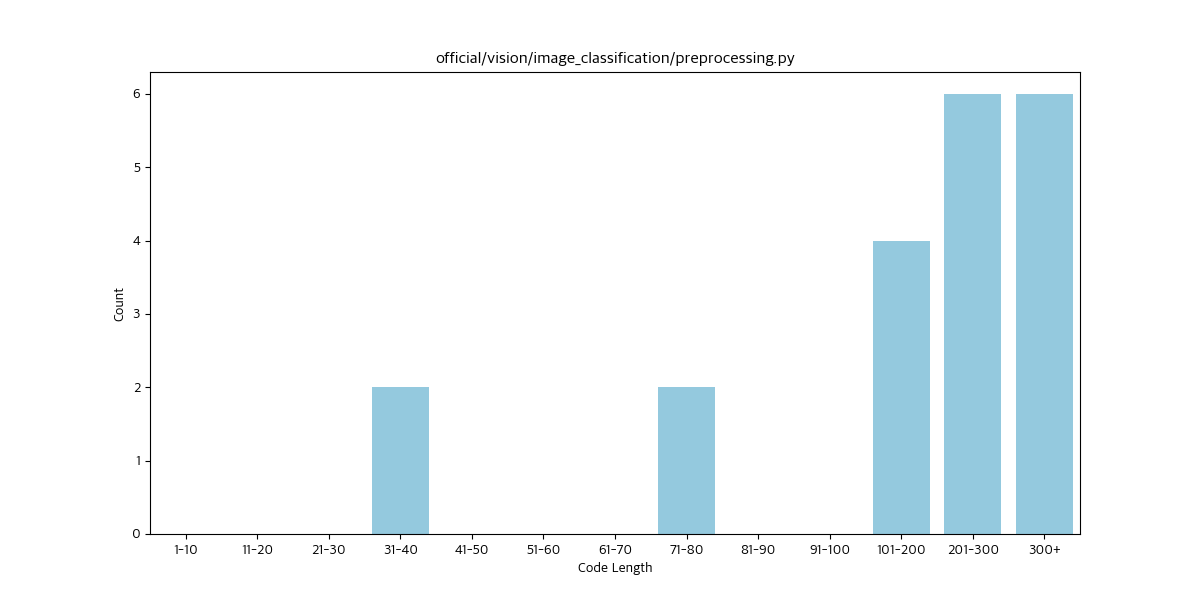 official/vision/image_classification/preprocessing.py
6
5
4
3
2
1
0
Count
1-10 11-20 21-30 31-40 41-50 51-60 61-70 71-80 81-90 91-100 101-200 201-300 300+
Code Length